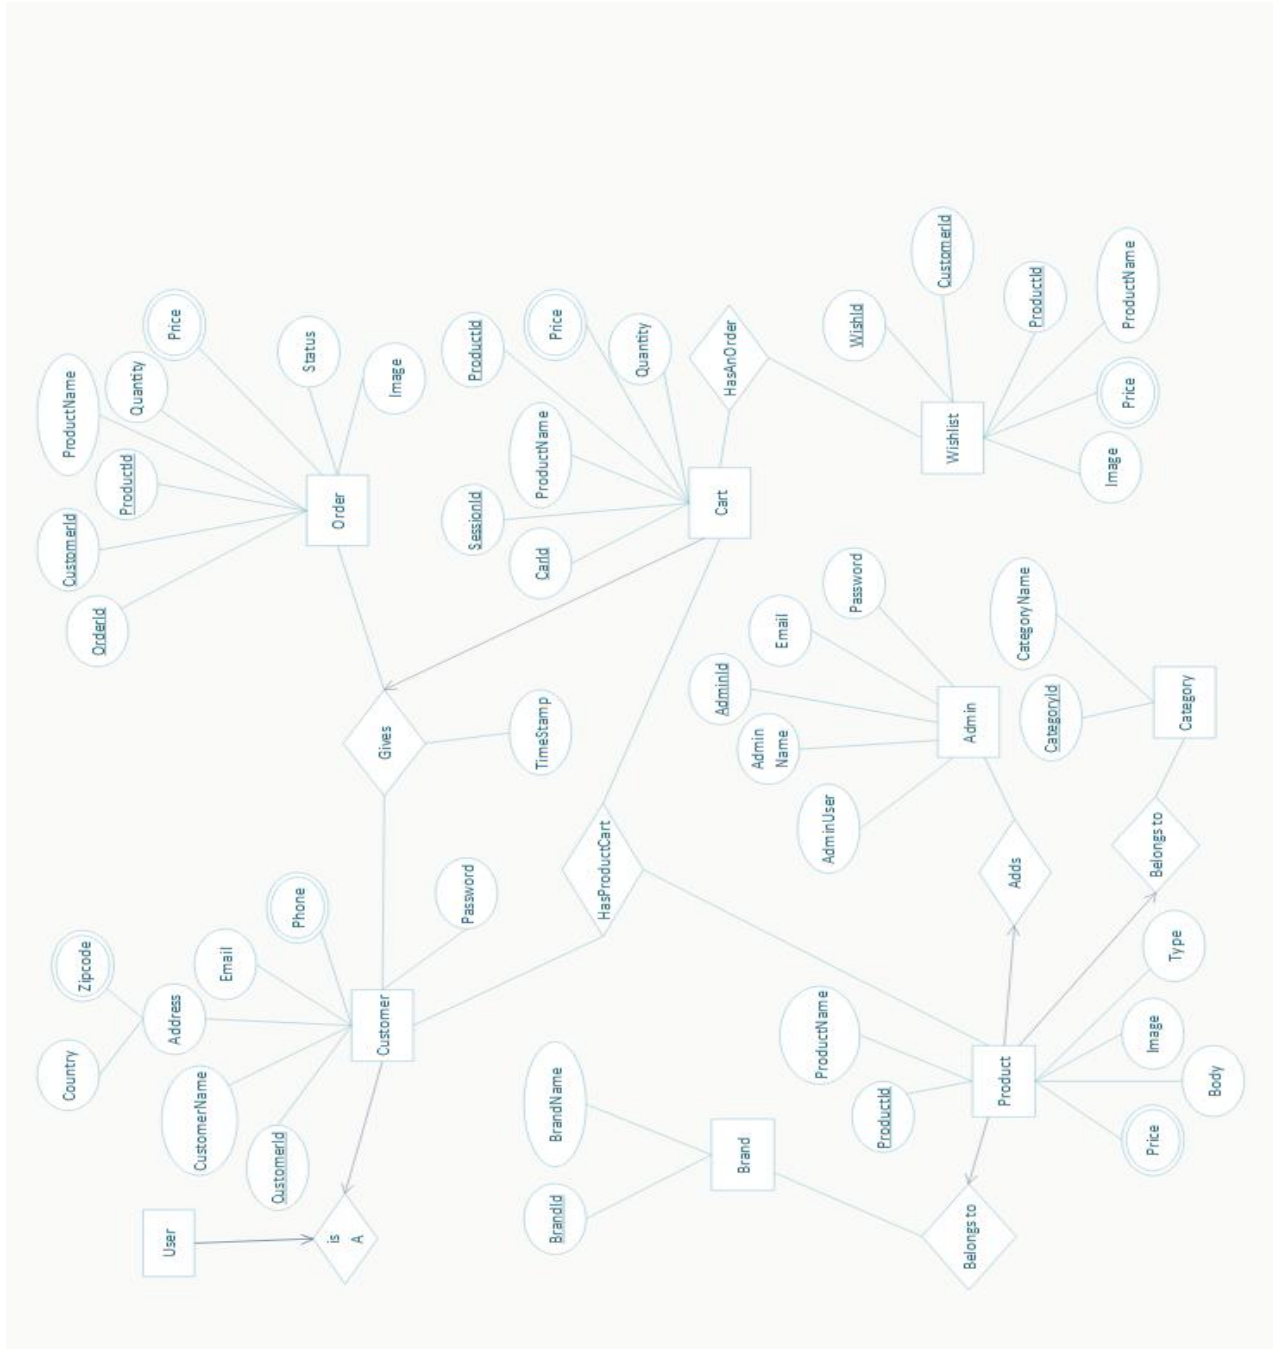 Country
Zipcode
OrderId
CustomerId
ProductName
ProductId
Quantity
User
CustomerName
Address
Email
Price
CustomerId
Phone
Status
is
A
Customer
Gives
Order
Image
Password
SessionId
ProductId
BrandId
BrandName
TimeStamp
CarId
ProductName
Price
HasProductCart
Quantity
Brand
Cart
HasAnOrder
AdminId
Admin
Name
Email
ProductName
AdminUser
Password
WishId
ProductId
Belongs to
Product
Adds
Admin
Wishlist
CustomerId
CategoryId
CategoryName
ProductId
Price
Image
Type
Belongs to
Image
Price
ProductName
Body
Category